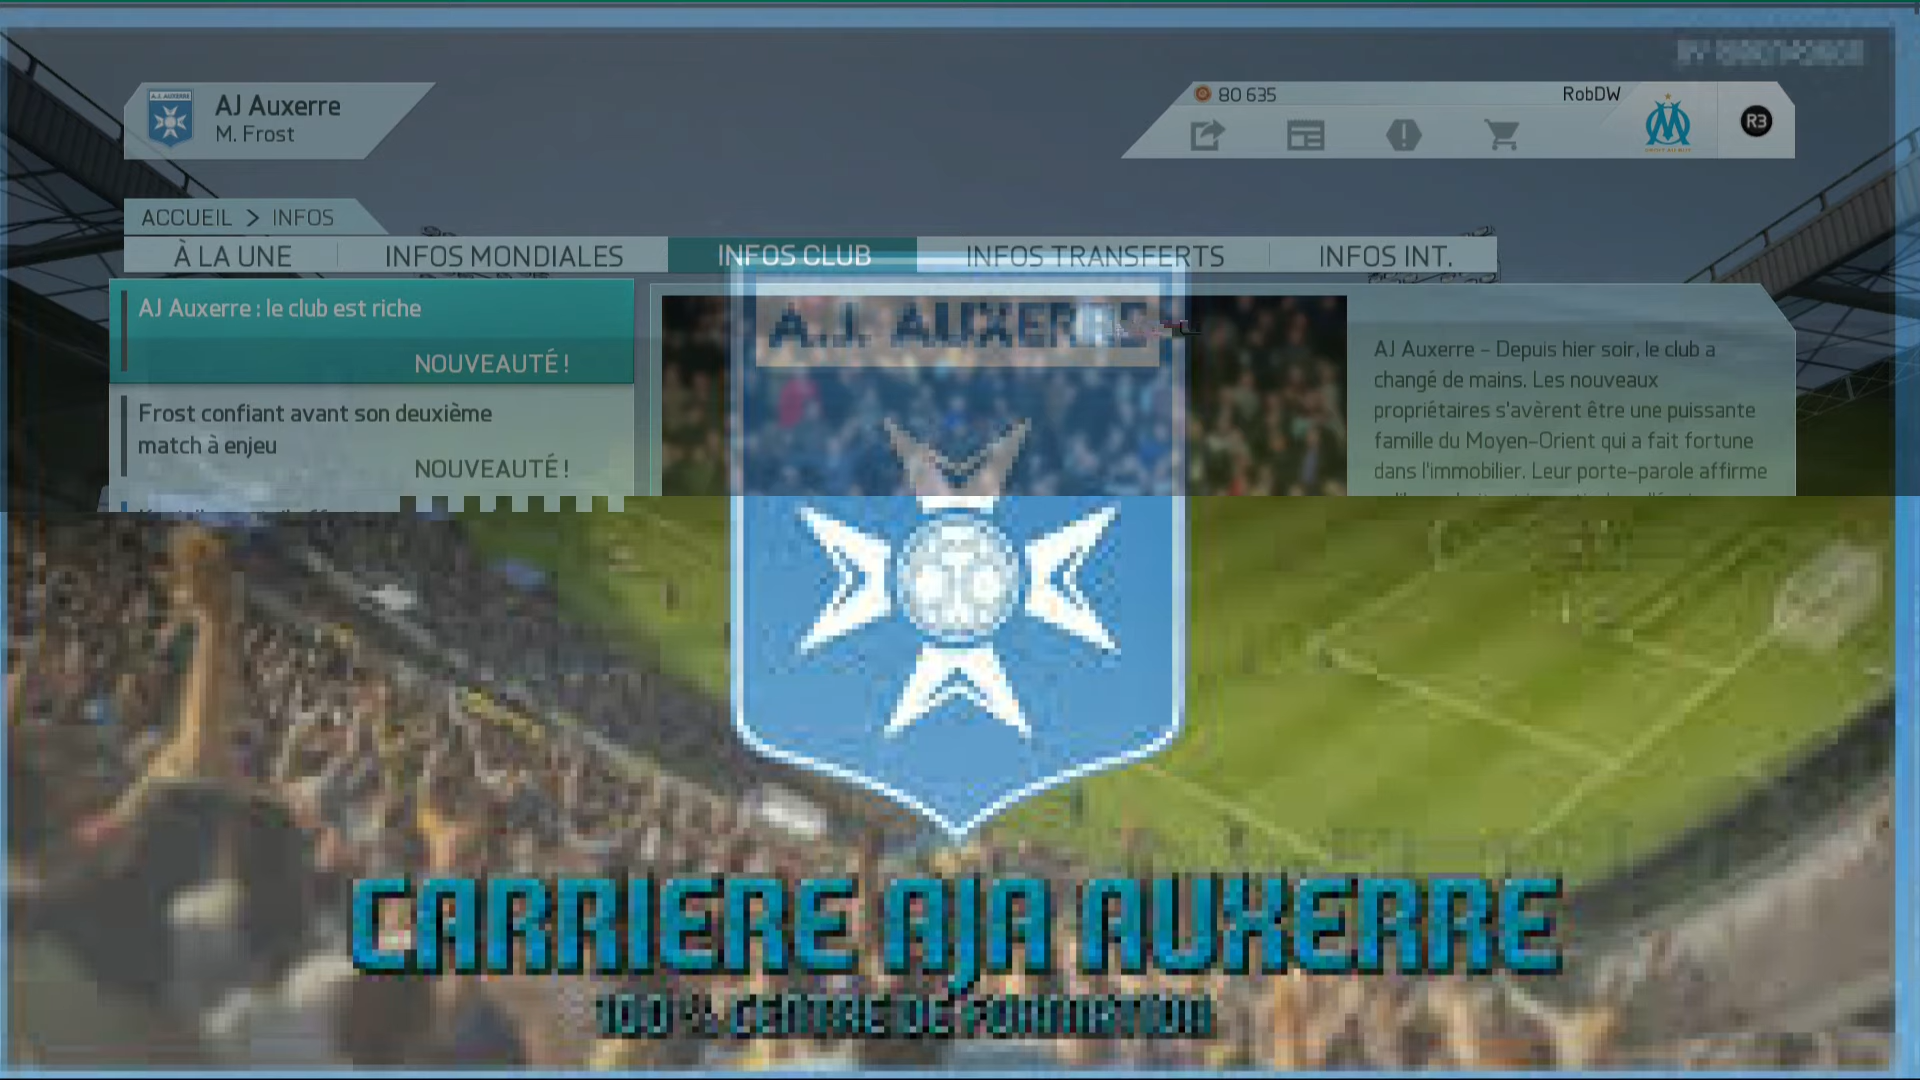 AJ Auxerre
M. Frost
80 635
RobDW
R3
ACCUEIL > INFOS
À LA UNE
INFOS MONDIALES
INFOS CLUB
INFOS TRANSFERTS
INFOS INT.
AJ Auxerre : le club est riche
NOUVEAUTÉ !
Frost confiant avant son deuxième
match à enjeu
NOUVEAUTÉ !
A.J. AUXERRE
AJ Auxerre - Depuis hier soir, le club a
changé de mains. Les nouveaux
propriétaires s'avèrent être une puissante
famille du Moyen-Orient qui a fait fortune
dans l'immobilier. Leur porte-parole affirme
CARRIERE AJA AUXERRE
100 % CENTRE DE FORMATION